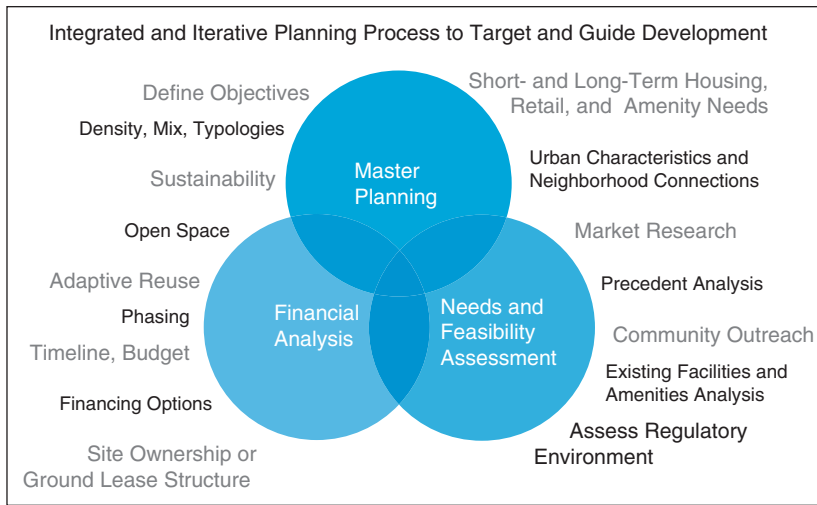 Integrated and Iterative Planning Process to Target and Guide Development
Define Objectives
Density, Mix, Typologies
Sustainability
Open Space
Adaptive Reuse
Phasing
Timeline, Budget
Financing Options
Site Ownership or
Ground Lease Structure
Master
Planning
Financial
Analysis
Needs and
Feasibility
Assessment
Short- and Long-Term Housing,
Retail, and Amenity Needs
Urban Characteristics and
Neighborhood Connections
Market Research
Precedent Analysis
Community Outreach
Existing Facilities and
Amenities Analysis
Assess Regulatory
Environment